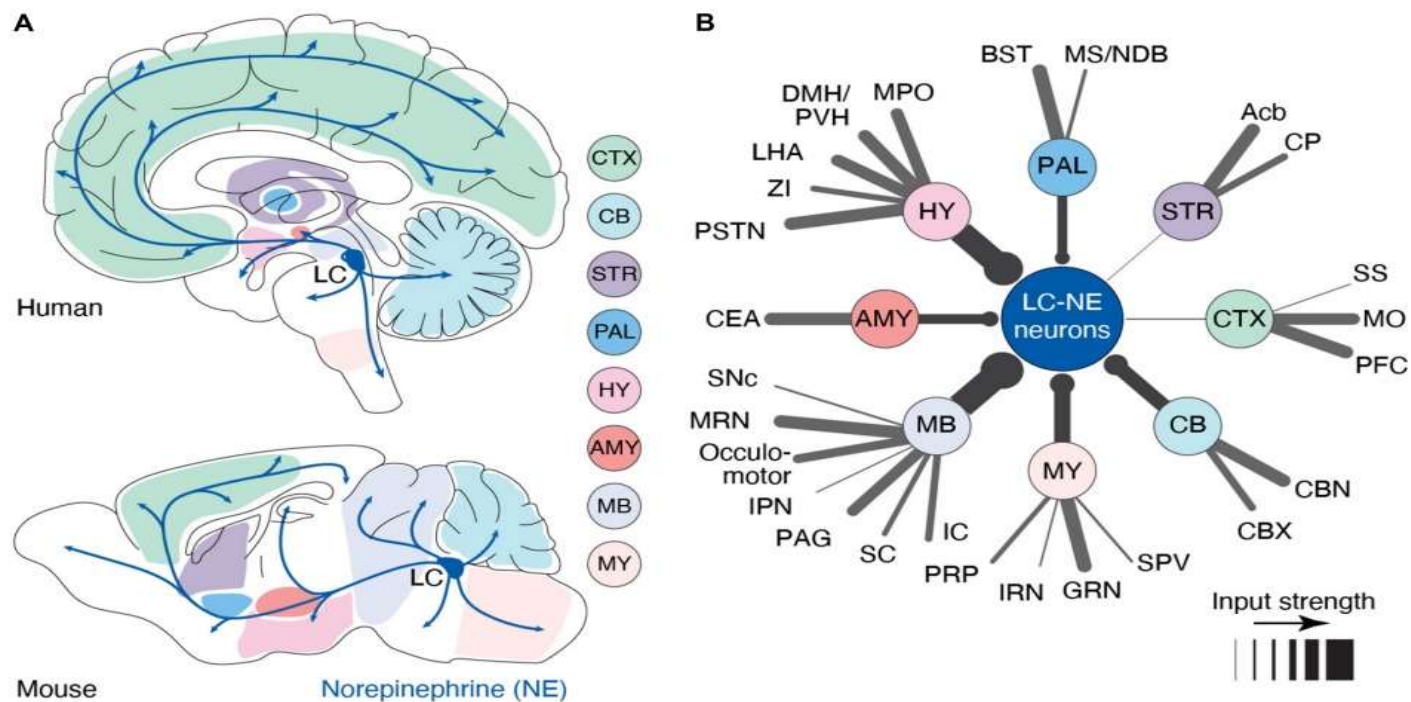 A
Human
LC
CTX
CB
STR
PAL
HY
AMY
MB
MY
LC
Mouse
Norepinephrine (NE)
B
BST
MS/NDB
DMH/
PVH
MPO
LHA
ZI
PSTN
HY
PAL
Acb
CP
STR
CEA
AMY
LC-NE
neurons
CTX
SS
MO
PFC
SNc
MRN
Occulo-
motor
IPN
PAG
SC
IC
MB
MY
PRP
IRN
GRN
SPV
CB
CBN
CBX
Input strength